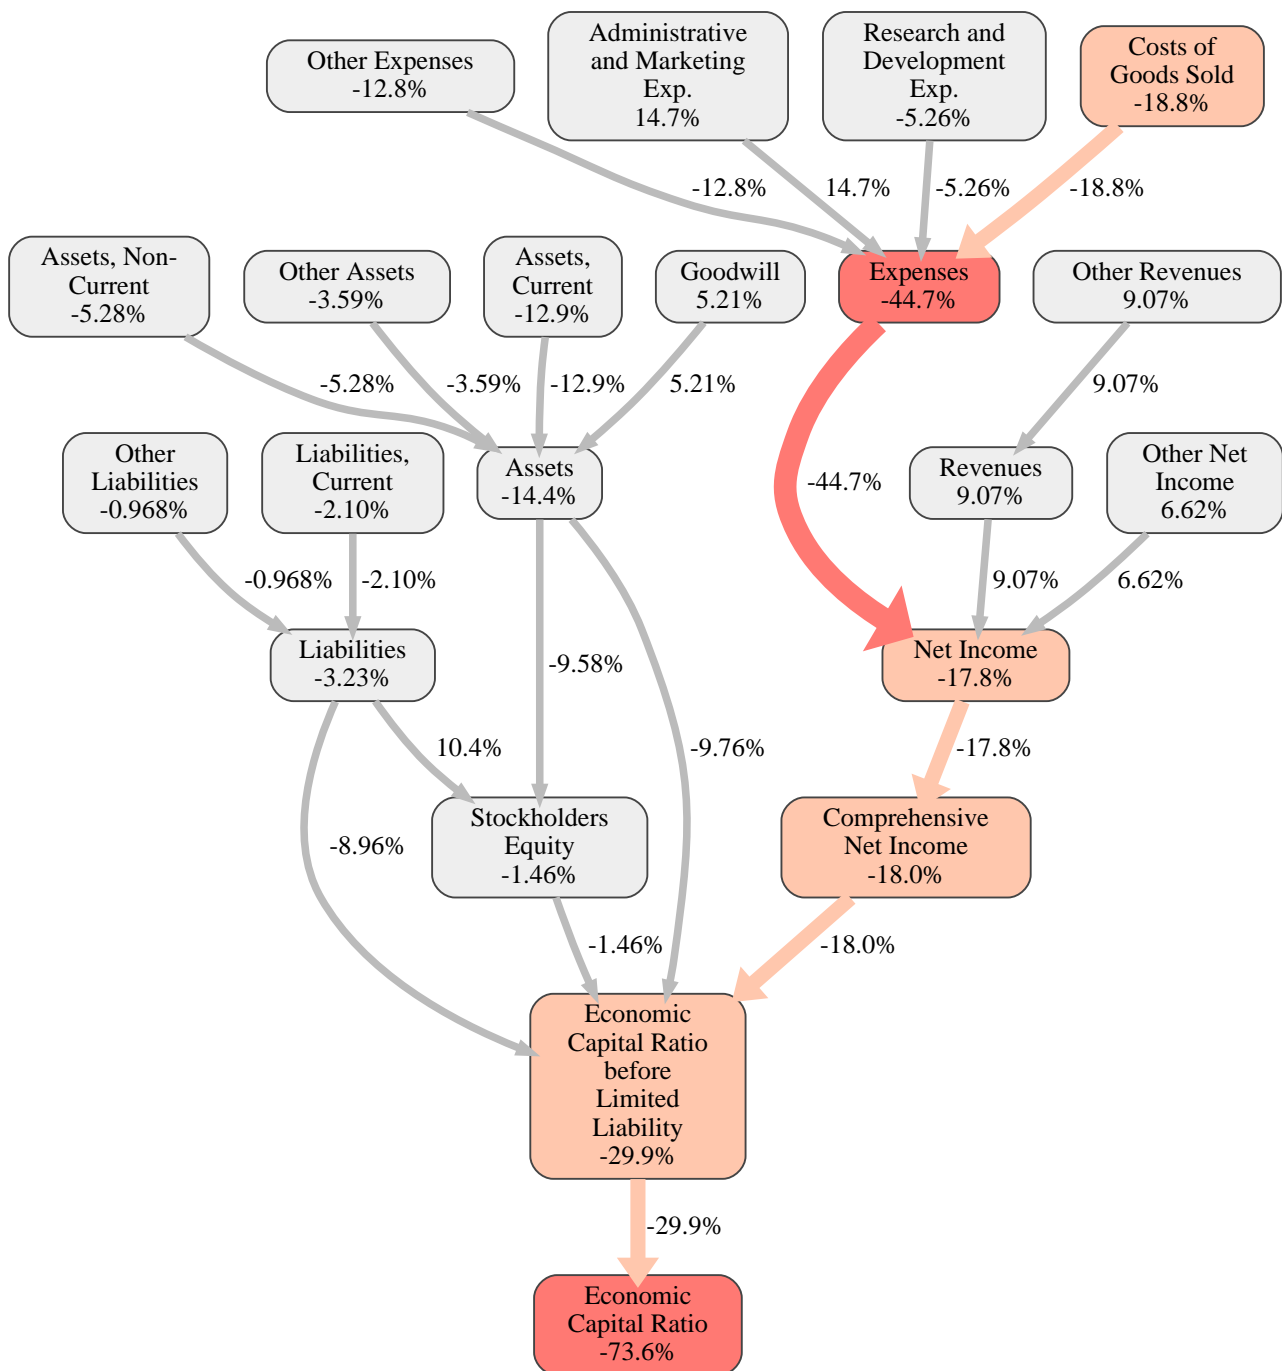 Other Expenses
-12.8%
Administrative
and Marketing
Exp.
14.7%
Research and
Development
Exp.
-5.26%
Costs of
Goods Sold
-18.8%
-12.8%
14.7%
-5.26%
-18.8%
Assets, Non-
Current
-5.28%
Other Assets
-3.59%
Assets,
Current
-12.9%
Goodwill
5.21%
Expenses
-44.7%
Other Revenues
9.07%
-5.28%
-3.59%
-12.9%
5.21%
9.07%
Other
Liabilities
-0.968%
Liabilities,
Current
-2.10%
Assets
-14.4%
-44.7%
Revenues
9.07%
Other Net
Income
6.62%
-0.968%
-2.10%
9.07%
6.62%
Liabilities
-3.23%
-9.58%
Net Income
-17.8%
10.4%
-9.76%
-17.8%
-8.96%
Stockholders
Equity
-1.46%
Comprehensive
Net Income
-18.0%
-1.46%
-18.0%
Economic
Capital Ratio
before
Limited
Liability
-29.9%
-29.9%
Economic
Capital Ratio
-73.6%